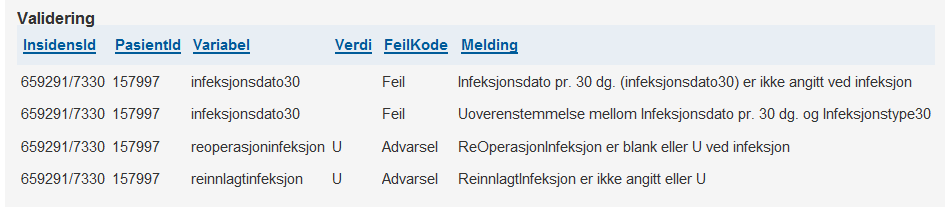 Validering
InsidensId PasientId Variabel Verdi FeilKode Melding
659291/7330 157997 infeksjonsdato30 Feil Infeksjonsdato pr. 30 dg. (infeksjonsdato30) er ikke angitt ved infeksjon
659291/7330 157997 infeksjonsdato30 Feil Uoverenstemmelse mellom Infeksjonsdato pr. 30 dg. og Infeksjonstype30
659291/7330 157997 reoperasjoninfeksjon U Advarsel ReOperasjonInfeksjon er blank eller U ved infeksjon
659291/7330 157997 reinnlagtinfeksjon U Advarsel ReinnlagtInfeksjon er ikke angitt eller U